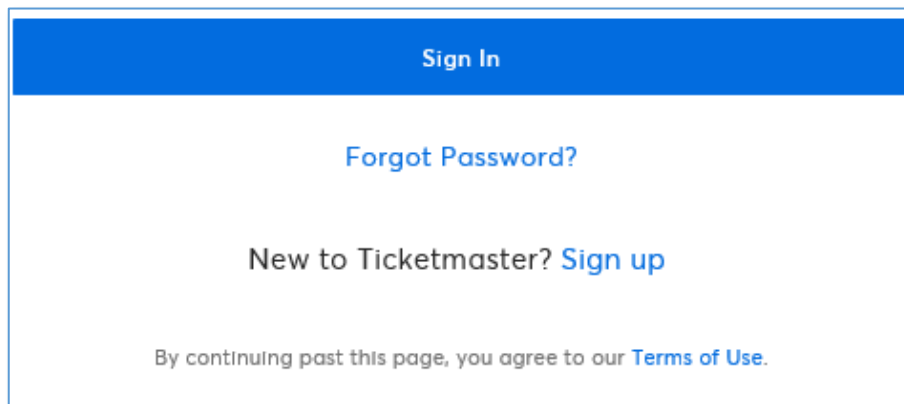 Sign In
Forgot Password?
New to Ticketmaster? Sign up
By continuing past this page, you agree to our Terms of Use.